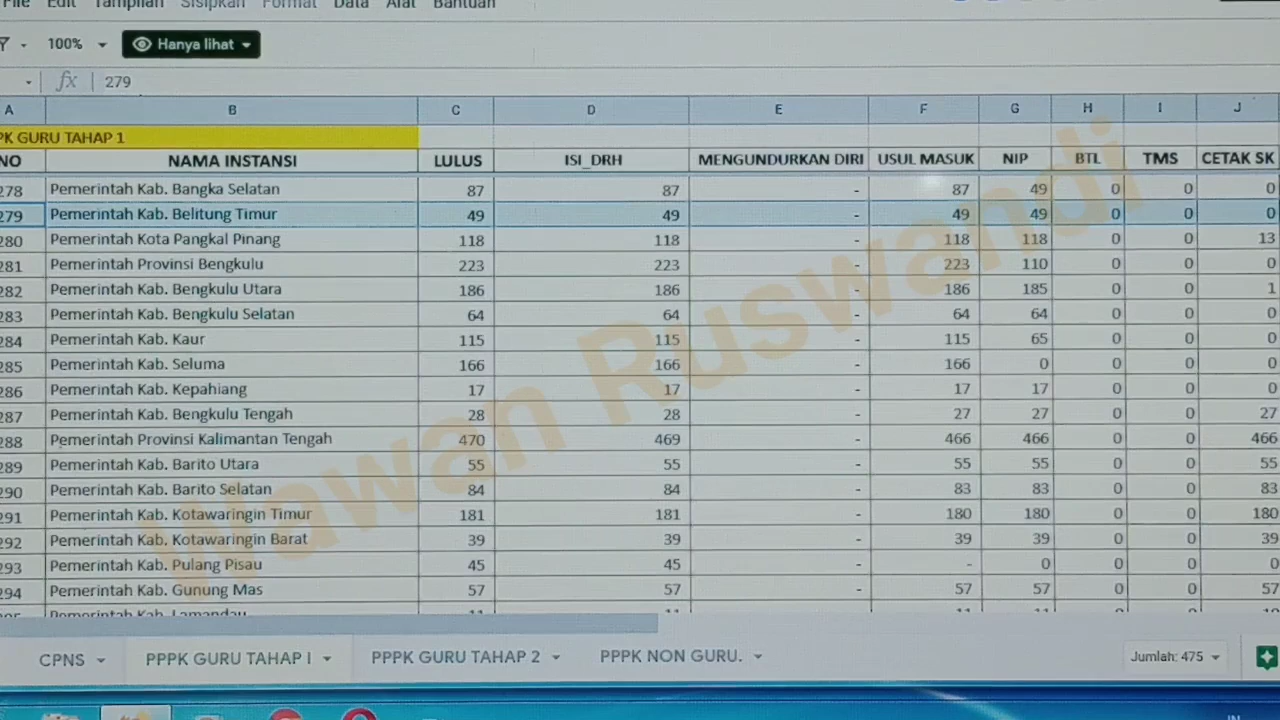 File Edit Tampilan Sisipkan Format Data Alat Bantuan
100% Hanya lihat
fx 279
A B C D E F G H I J
PK GURU TAHAP 1
NO NAMA INSTANSI LULUS ISI_DRH MENGUNDURKAN DIRI USUL MASUK NIP BTL TMS CETAK SK
278 Pemerintah Kab. Bangka Selatan 87 87 - 87 49 0 0 0
279 Pemerintah Kab. Belitung Timur 49 49 - 49 49 0 0 0
280 Pemerintah Kota Pangkal Pinang 118 118 - 118 118 0 0 13
281 Pemerintah Provinsi Bengkulu 223 223 - 223 110 0 0 0
282 Pemerintah Kab. Bengkulu Utara 186 186 - 186 185 0 0 1
283 Pemerintah Kab. Bengkulu Selatan 64 64 - 64 64 0 0 0
284 Pemerintah Kab. Kaur 115 115 - 115 65 0 0 0
285 Pemerintah Kab. Seluma 166 166 - 166 0 0 0 0
286 Pemerintah Kab. Kepahiang 17 17 - 17 17 0 0 0
287 Pemerintah Kab. Bengkulu Tengah 28 28 - 27 27 0 0 27
288 Pemerintah Provinsi Kalimantan Tengah 470 469 - 466 466 0 0 466
289 Pemerintah Kab. Barito Utara 55 55 - 55 55 0 0 55
290 Pemerintah Kab. Barito Selatan 84 84 - 83 83 0 0 83
291 Pemerintah Kab. Kotawaringin Timur 181 181 - 180 180 0 0 180
292 Pemerintah Kab. Kotawaringin Barat 39 39 - 39 39 0 0 39
293 Pemerintah Kab. Pulang Pisau 45 45 - - 0 0 0 0
294 Pemerintah Kab. Gunung Mas 57 57 - 57 57 0 0 57
Pemerintah Kab. Lamandau
Wawan Ruswandi
CPNS PPPK GURU TAHAP I PPPK GURU TAHAP 2 PPPK NON GURU. Jumlah: 475